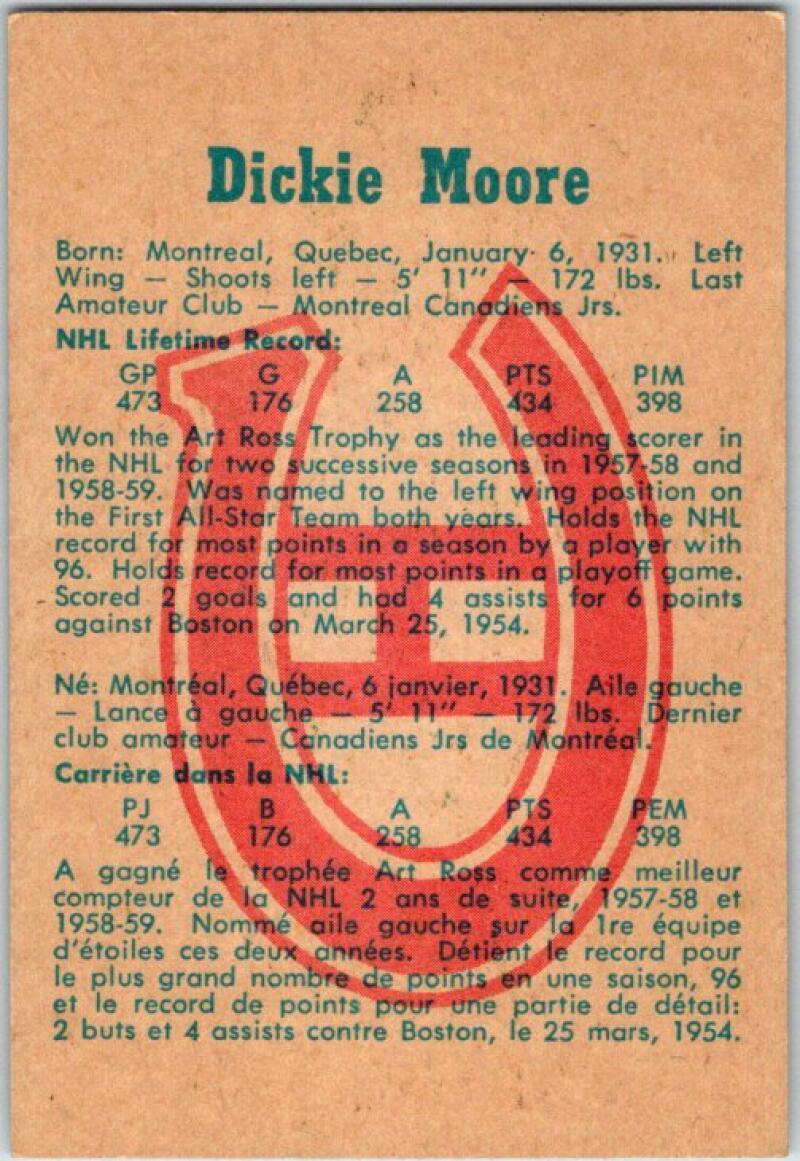 Dickie Moore
Born: Montreal, Quebec, January 6, 1931. Left
Wing — Shoots left — 5' 11" — 172 lbs. Last
Amateur Club — Montreal Canadiens Jrs.
NHL Lifetime Record:
GP G A PTS PIM
473 176 258 434 398
Won the Art Ross Trophy as the leading scorer in
the NHL for two successive seasons in 1957-58 and
1958-59. Was named to the left wing position on
the First All-Star Team both years. Holds the NHL
record for most points in a season by a player with
96. Holds record for most points in a playoff game.
Scored 2 goals and had 4 assists for 6 points
against Boston on March 25, 1954.
Né: Montréal, Québec, 6 janvier, 1931. Aile gauche
— Lance à gauche — 5' 11" — 172 lbs. Dernier
club amateur — Canadiens Jrs de Montréal.
Carrière dans la NHL:
PJ B A PTS PEM
473 176 258 434 398
A gagné le trophée Art Ross comme meilleur
compteur de la NHL 2 ans de suite, 1957-58 et
1958-59. Nommé aile gauche sur la 1re équipe
d'étoiles ces deux années. Détient le record pour
le plus grand nombre de points en une saison, 96
et le record de points pour une partie de détail:
2 buts et 4 assists contre Boston, le 25 mars, 1954.